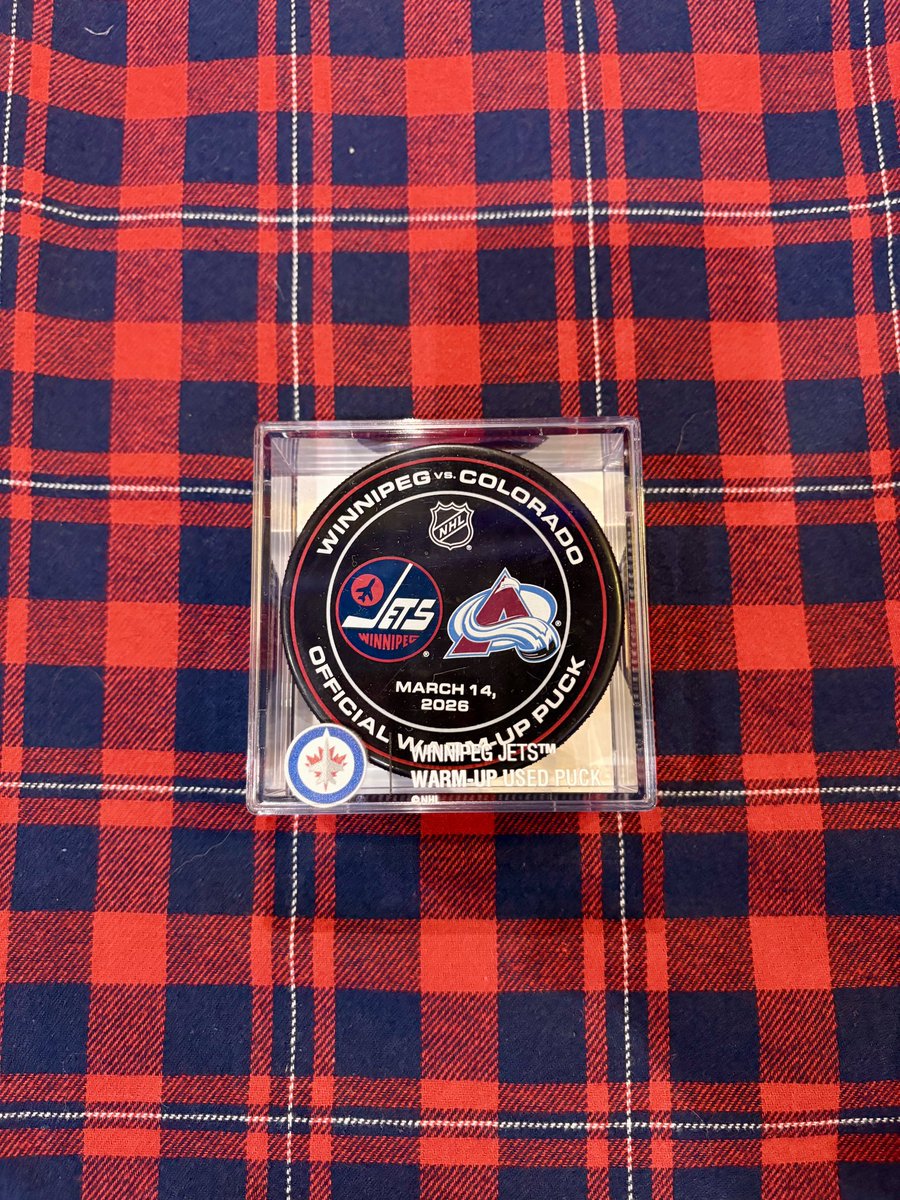 WINNIPEG VS. COLORADO
NHL
®
JETS
WINNIPEG
®
®
MARCH 14,
2026
OFFICIAL WARM-UP PUCK
WINNIPEG JETS™
WARM-UP USED PUCK
©NHL